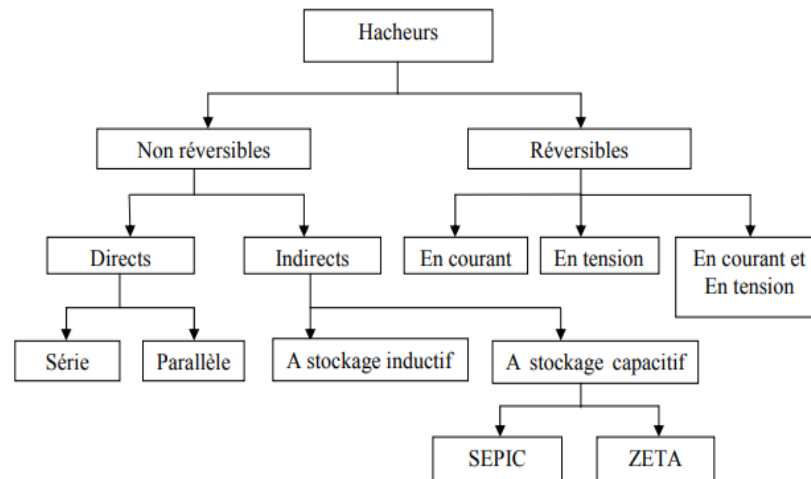 Hacheurs
Non réversibles
Réversibles
Directs
Indirects
En courant
En tension
En courant et
En tension
Série
Parallèle
A stockage inductif
A stockage capacitif
SEPIC
ZETA